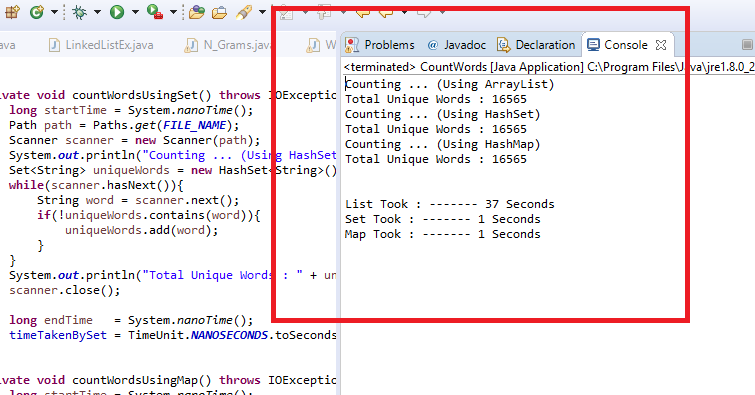 ava
LinkedListEx.java
N_Grams.java
W
Problems
@ Javadoc
Declaration
Console
<terminated> CountWords [Java Application] C:\Program Files\Java\jre1.8.0_2
ivate void countWordsUsingSet() throws IOExceptic
long startTime = System.nanoTime();
Path path = Paths.get(FILE_NAME);
Scanner scanner = new Scanner(path);
System.out.println("Counting ... (Using HashSet
Set<String> uniqueWords = new HashSet<String>()
while(scanner.hasNext()){
String word = scanner.next();
if(!uniqueWords.contains(word)){
uniqueWords.add(word);
}
}
System.out.println("Total Unique Words : " + un
scanner.close();
long endTime   = System.nanoTime();
timeTakenBySet = TimeUnit.NANOSECONDS.toSeconds
ivate void countWordsUsingMap() throws IOExceptic
long startTime = System.nanoTime();
Counting ... (Using ArrayList)
Total Unique Words : 16565
Counting ... (Using HashSet)
Total Unique Words : 16565
Counting ... (Using HashMap)
Total Unique Words : 16565
List Took : ------- 37 Seconds
Set Took : ------- 1 Seconds
Map Took : ------- 1 Seconds